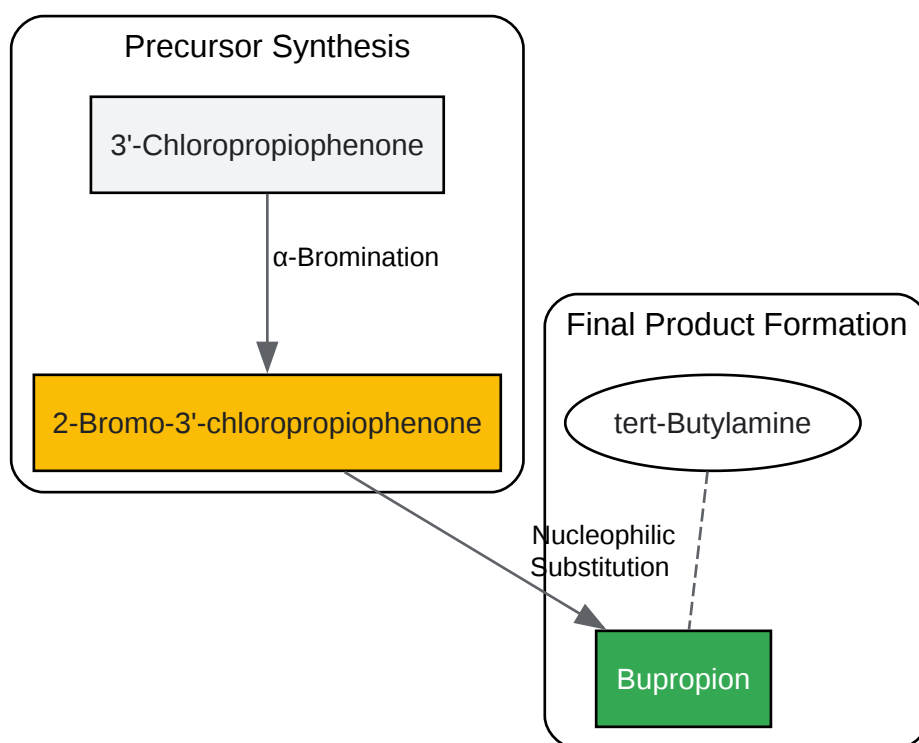 Precursor Synthesis
3'-Chloropropiophenone
α-Bromination
2-Bromo-3'-chloropropiophenone
Final Product Formation
tert-Butylamine
Nucleophilic
Substitution
Bupropion